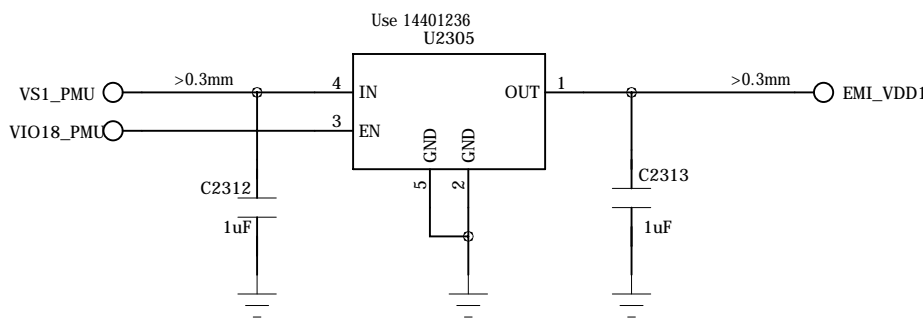 Use 14401236
U2305
VS1_PMU
>0.3mm
4
IN
OUT
1
>0.3mm
EMI_VDD1
VIO18_PMU
3
EN
GND
GND
5
2
C2312
1uF
C2313
1uF